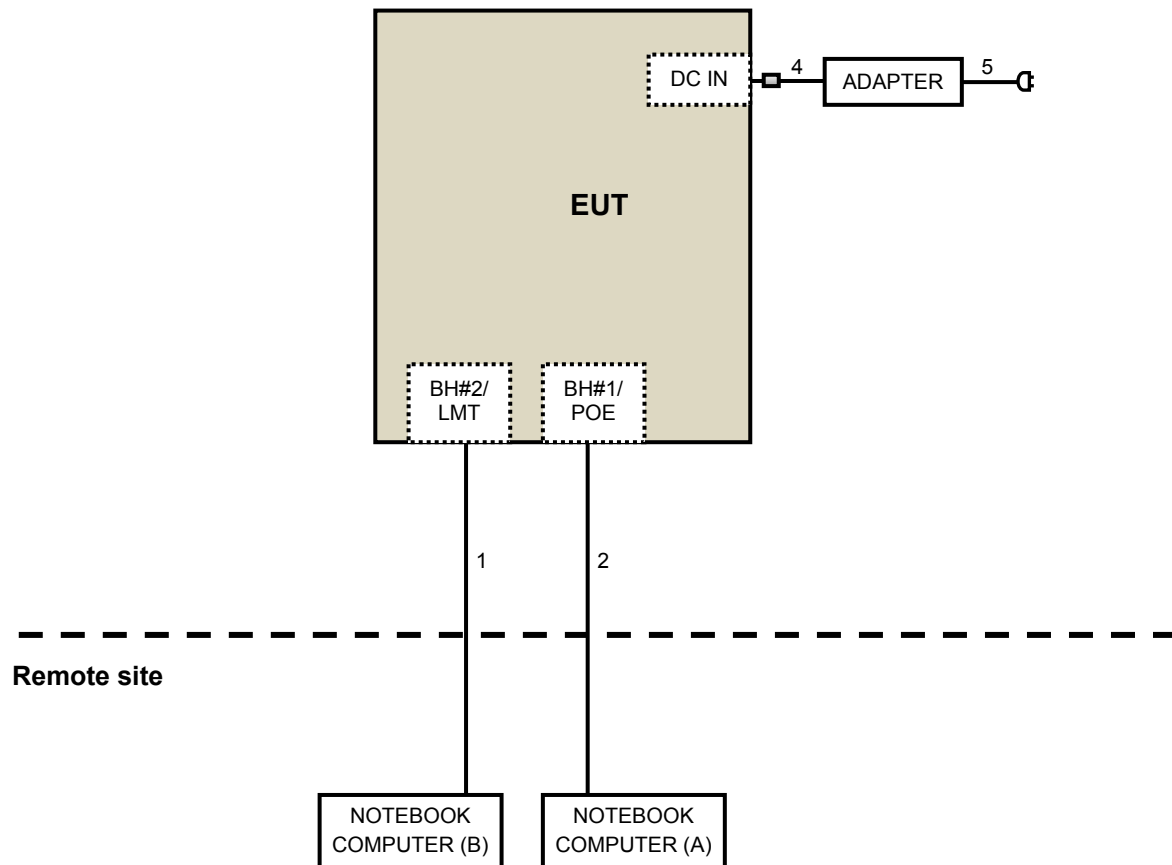 DC IN
4
ADAPTER
5
EUT
BH#2/
LMT
BH#1/
POE
1
2
Remote site
NOTEBOOK
COMPUTER (B)
NOTEBOOK
COMPUTER (A)